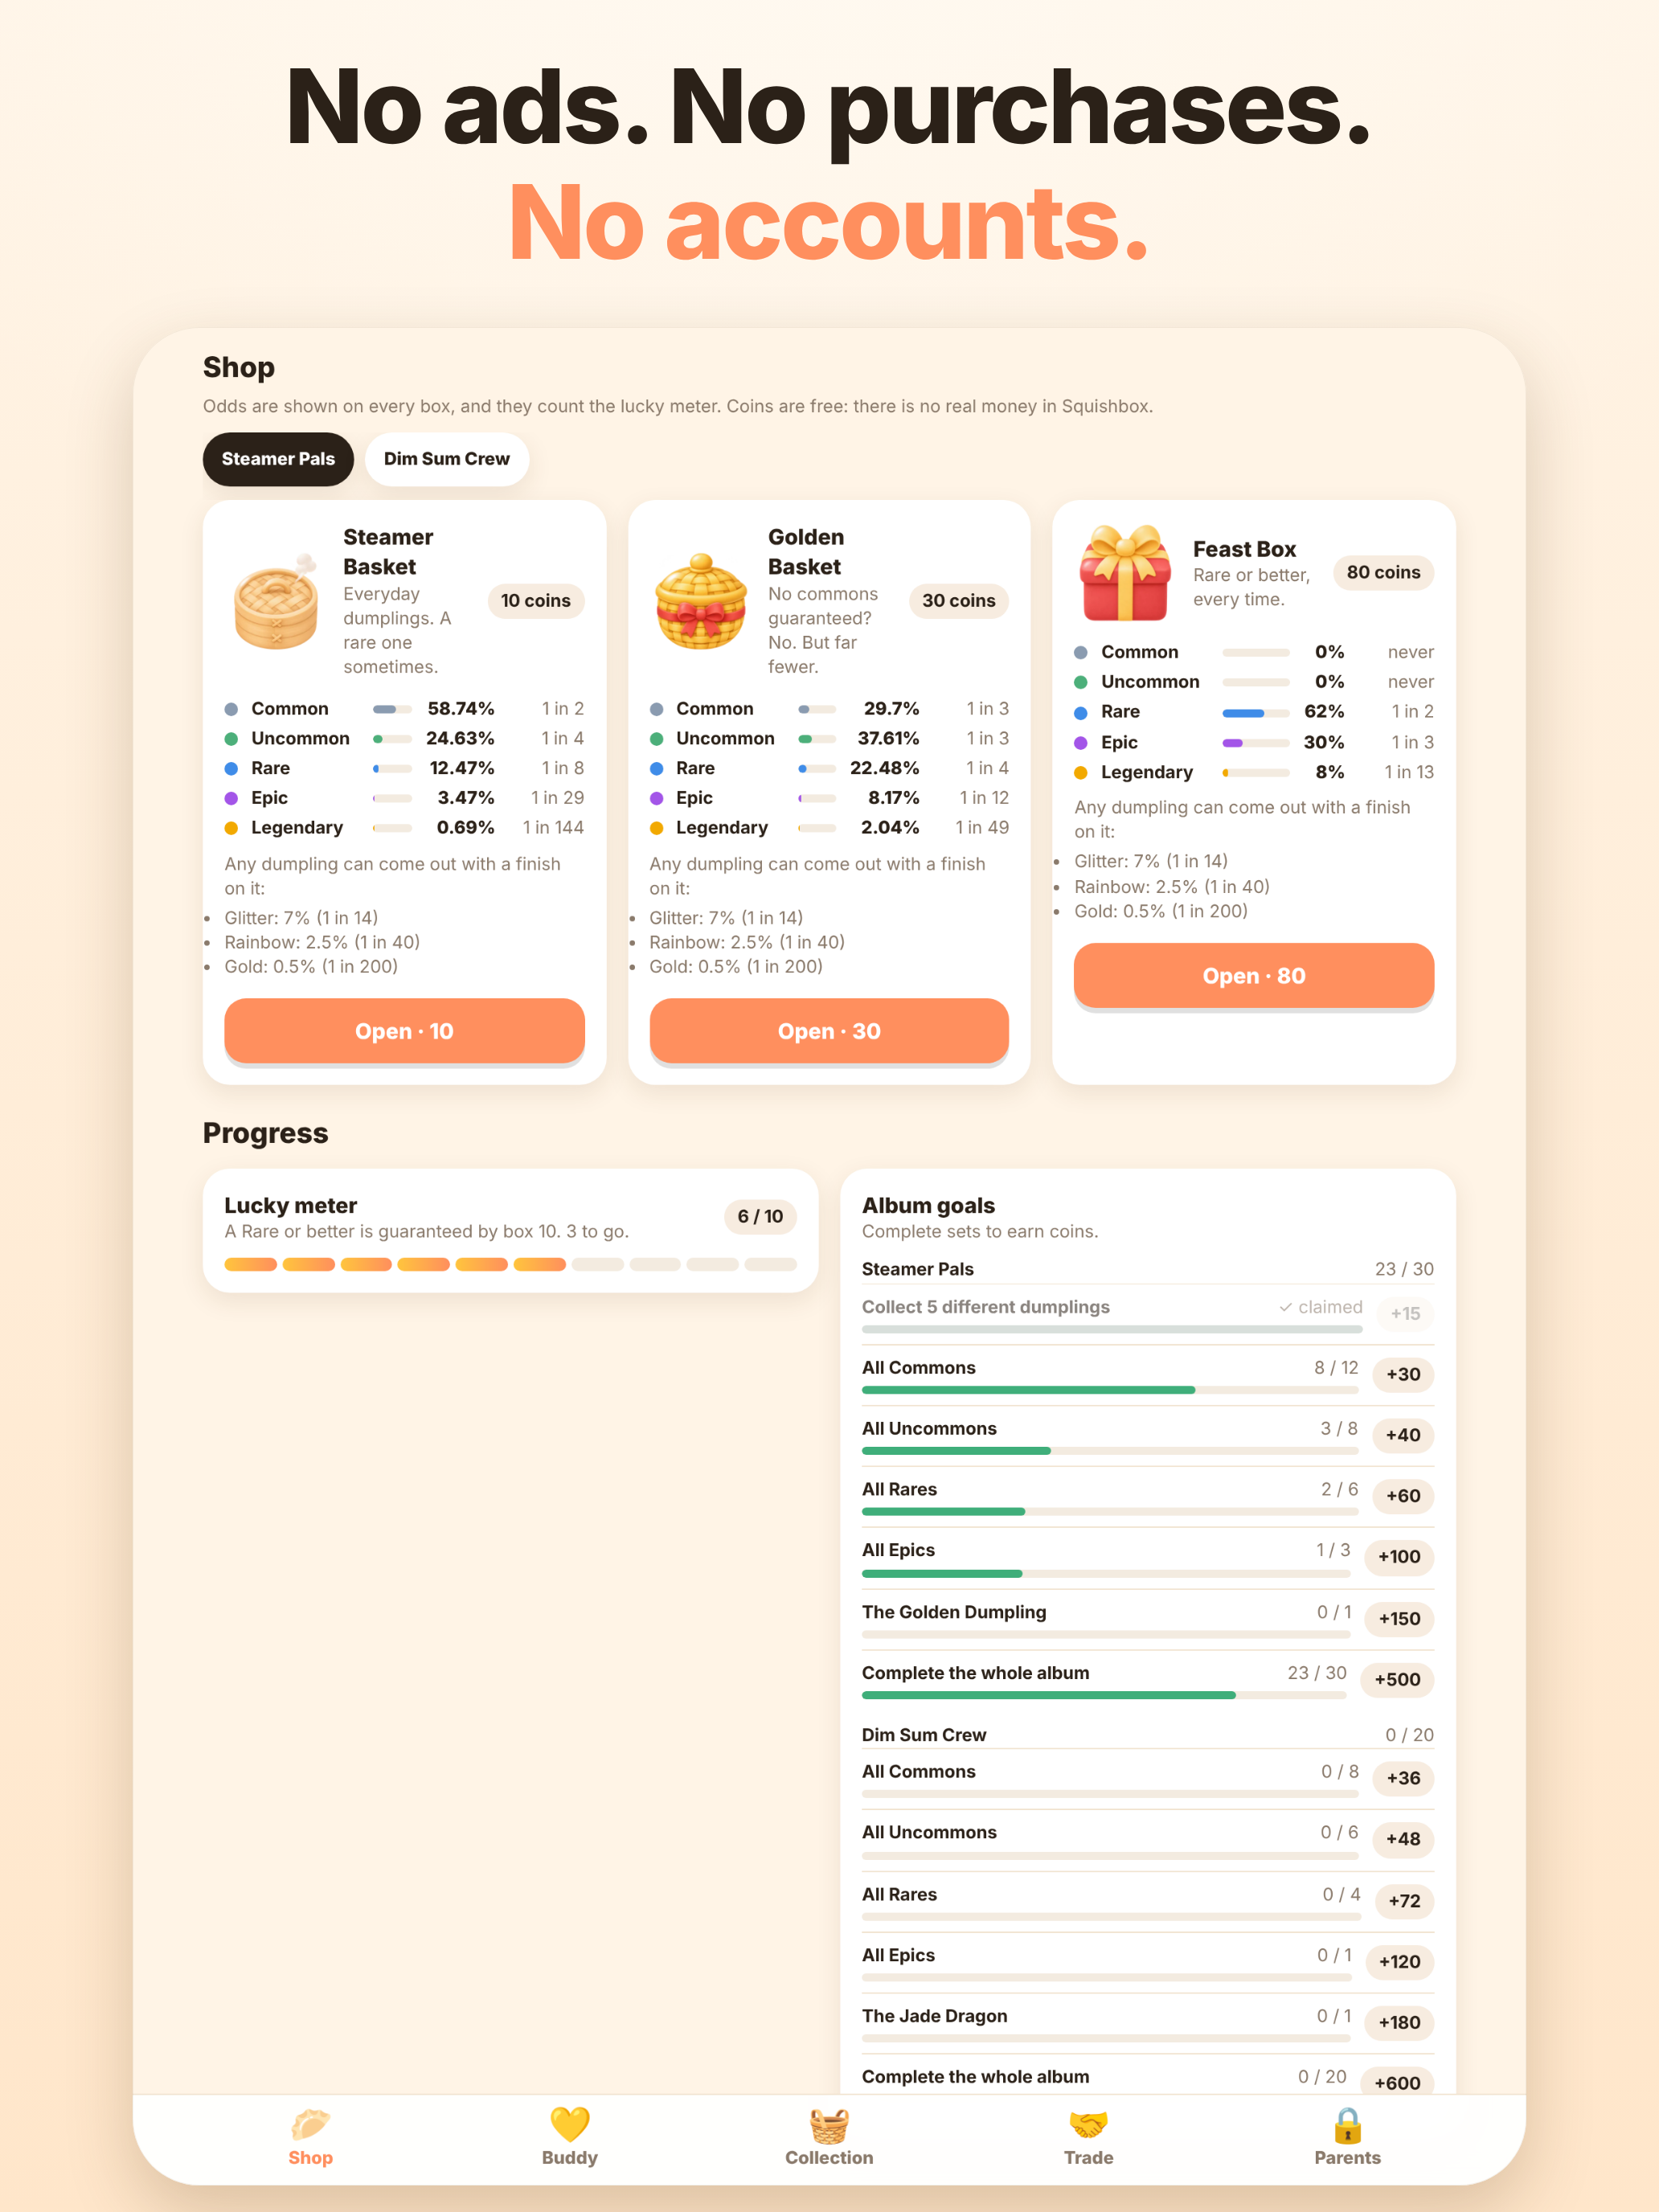 No ads. No purchases.
No accounts.
Shop
Odds are shown on every box, and they count the lucky meter. Coins are free: there is no real money in Squishbox.
Steamer Pals
Dim Sum Crew
Steamer
Basket
Everyday
dumplings. A
rare one
sometimes.
10 coins
Common 58.74% 1 in 2
Uncommon 24.63% 1 in 4
Rare 12.47% 1 in 8
Epic 3.47% 1 in 29
Legendary 0.69% 1 in 144
Any dumpling can come out with a finish
on it:
• Glitter: 7% (1 in 14)
• Rainbow: 2.5% (1 in 40)
• Gold: 0.5% (1 in 200)
Open · 10
Golden
Basket
No commons
guaranteed?
No. But far
fewer.
30 coins
Common 29.7% 1 in 3
Uncommon 37.61% 1 in 3
Rare 22.48% 1 in 4
Epic 8.17% 1 in 12
Legendary 2.04% 1 in 49
Any dumpling can come out with a finish
on it:
• Glitter: 7% (1 in 14)
• Rainbow: 2.5% (1 in 40)
• Gold: 0.5% (1 in 200)
Open · 30
Feast Box
Rare or better,
every time.
80 coins
Common 0% never
Uncommon 0% never
Rare 62% 1 in 2
Epic 30% 1 in 3
Legendary 8% 1 in 13
Any dumpling can come out with a finish
on it:
• Glitter: 7% (1 in 14)
• Rainbow: 2.5% (1 in 40)
• Gold: 0.5% (1 in 200)
Open · 80
Progress
Lucky meter
A Rare or better is guaranteed by box 10. 3 to go.
6 / 10
Album goals
Complete sets to earn coins.
Steamer Pals 23 / 30
Collect 5 different dumplings ✓ claimed +15
All Commons 8 / 12 +30
All Uncommons 3 / 8 +40
All Rares 2 / 6 +60
All Epics 1 / 3 +100
The Golden Dumpling 0 / 1 +150
Complete the whole album 23 / 30 +500
Dim Sum Crew 0 / 20
All Commons 0 / 8 +36
All Uncommons 0 / 6 +48
All Rares 0 / 4 +72
All Epics 0 / 1 +120
The Jade Dragon 0 / 1 +180
Complete the whole album 0 / 20 +600
Shop
Buddy
Collection
Trade
Parents